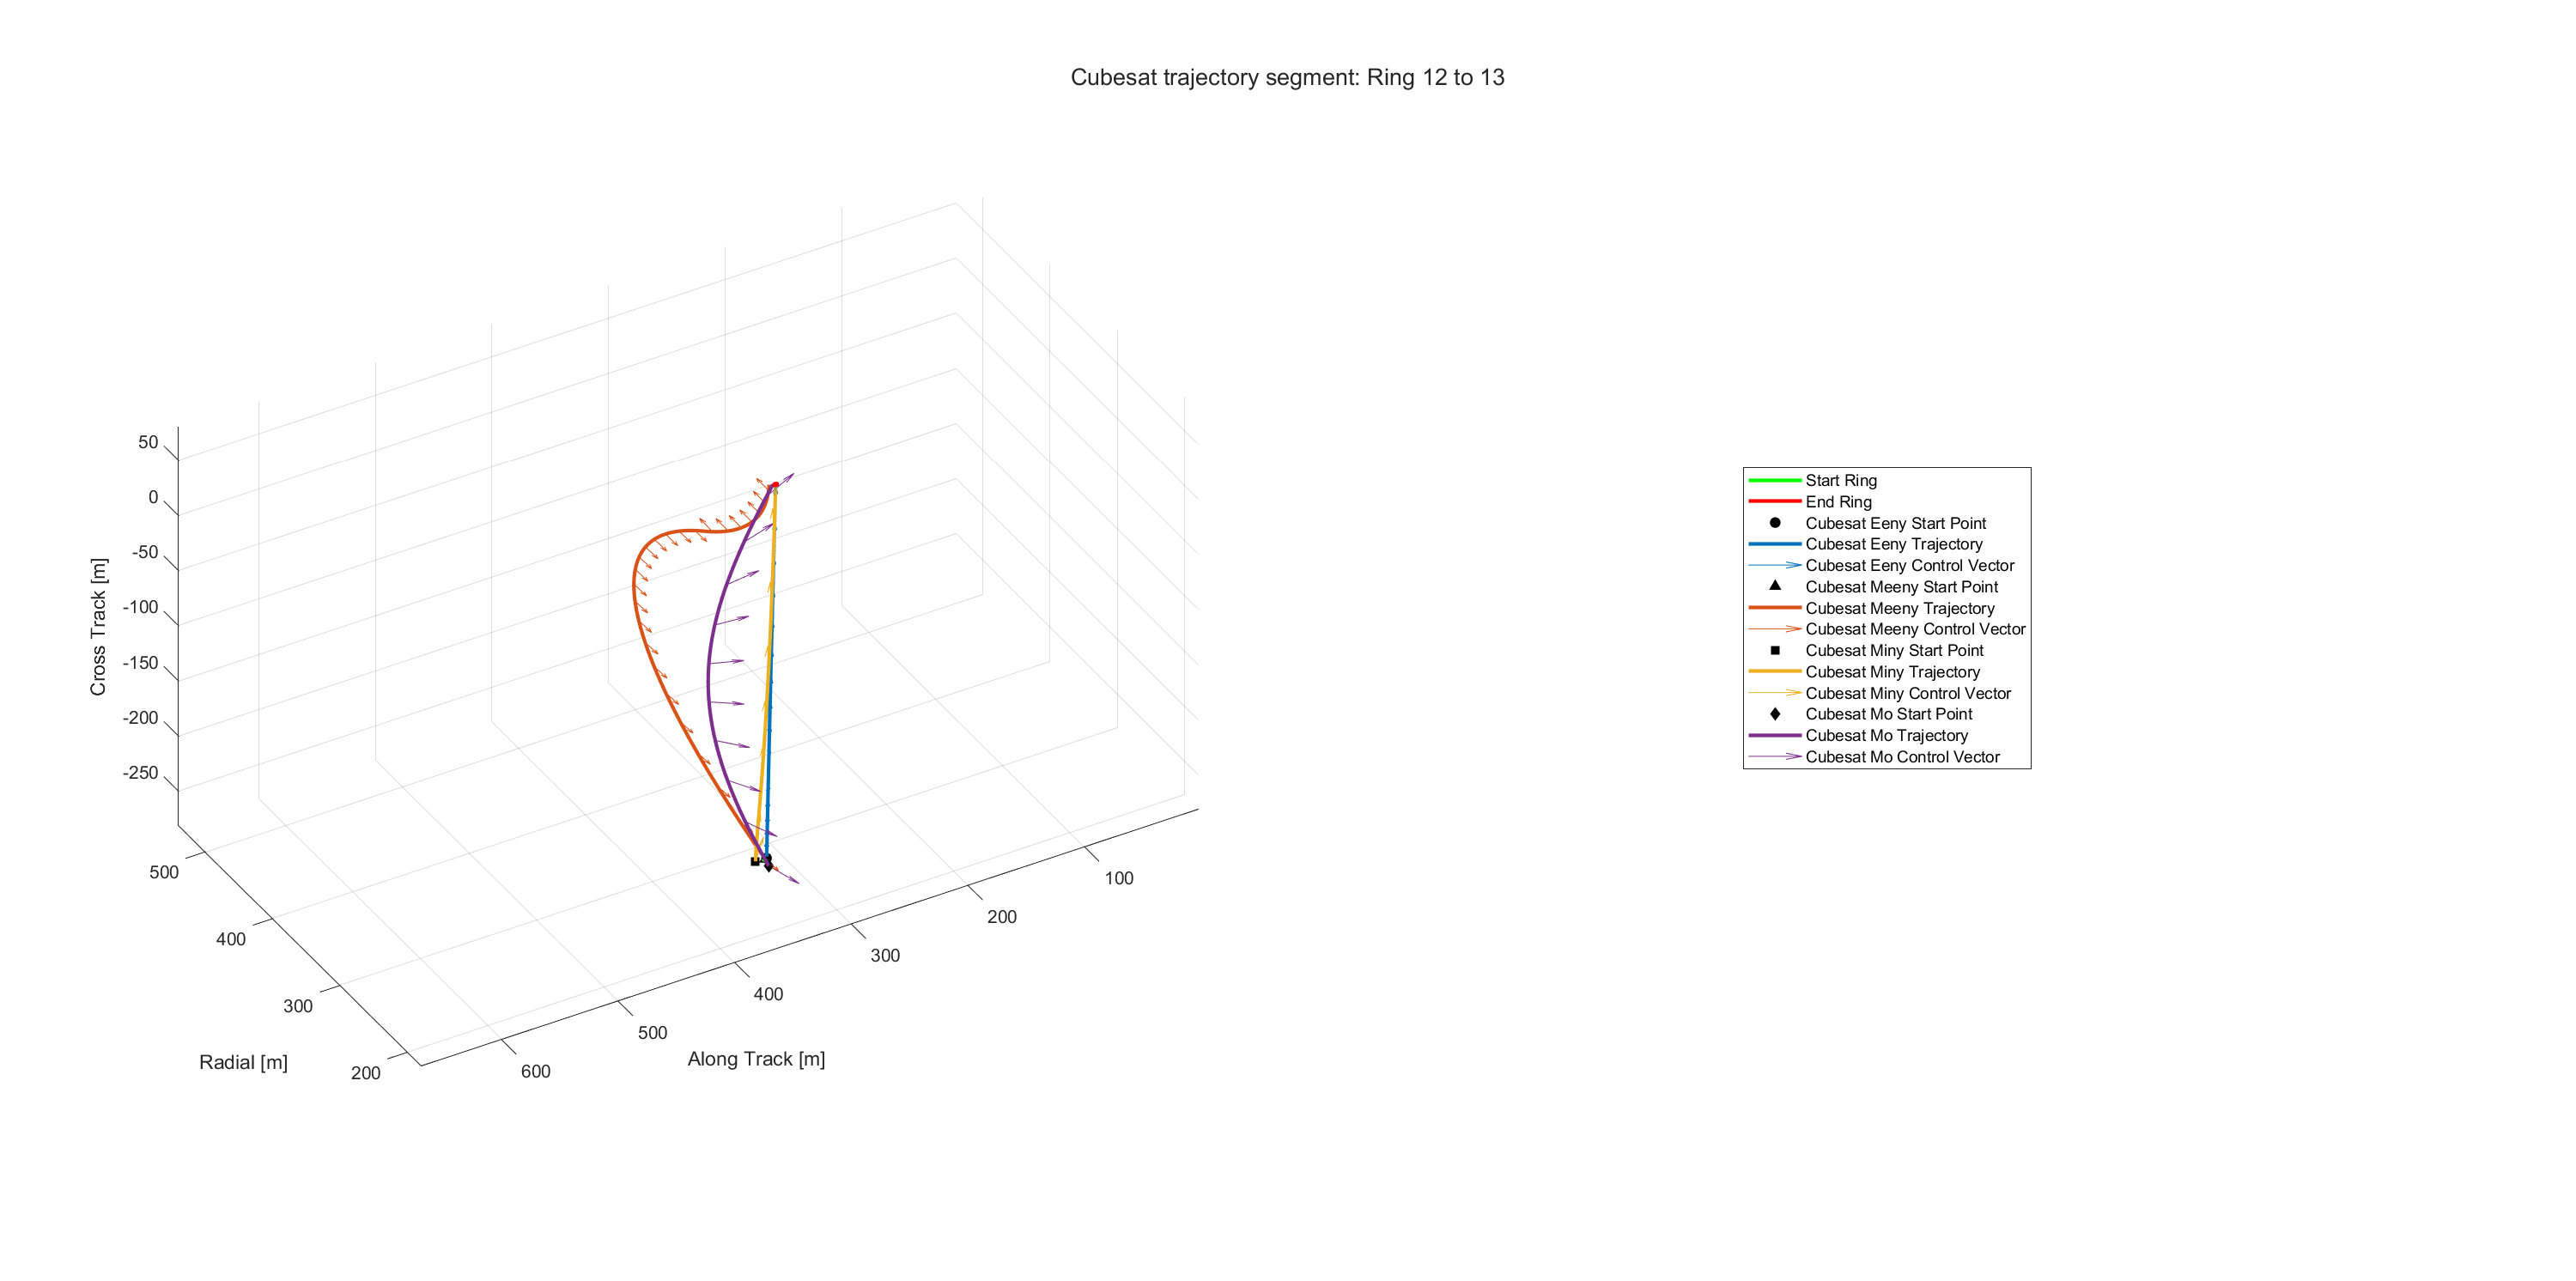 Cubesat trajectory segment: Ring 12 to 13
50
0
-50
-100
-150
-200
-250
Cross Track [m]
500
400
300
200
Radial [m]
600
500
400
300
200
100
Along Track [m]
Start Ring
End Ring
Cubesat Eeny Start Point
Cubesat Eeny Trajectory
Cubesat Eeny Control Vector
Cubesat Meeny Start Point
Cubesat Meeny Trajectory
Cubesat Meeny Control Vector
Cubesat Miny Start Point
Cubesat Miny Trajectory
Cubesat Miny Control Vector
Cubesat Mo Start Point
Cubesat Mo Trajectory
Cubesat Mo Control Vector